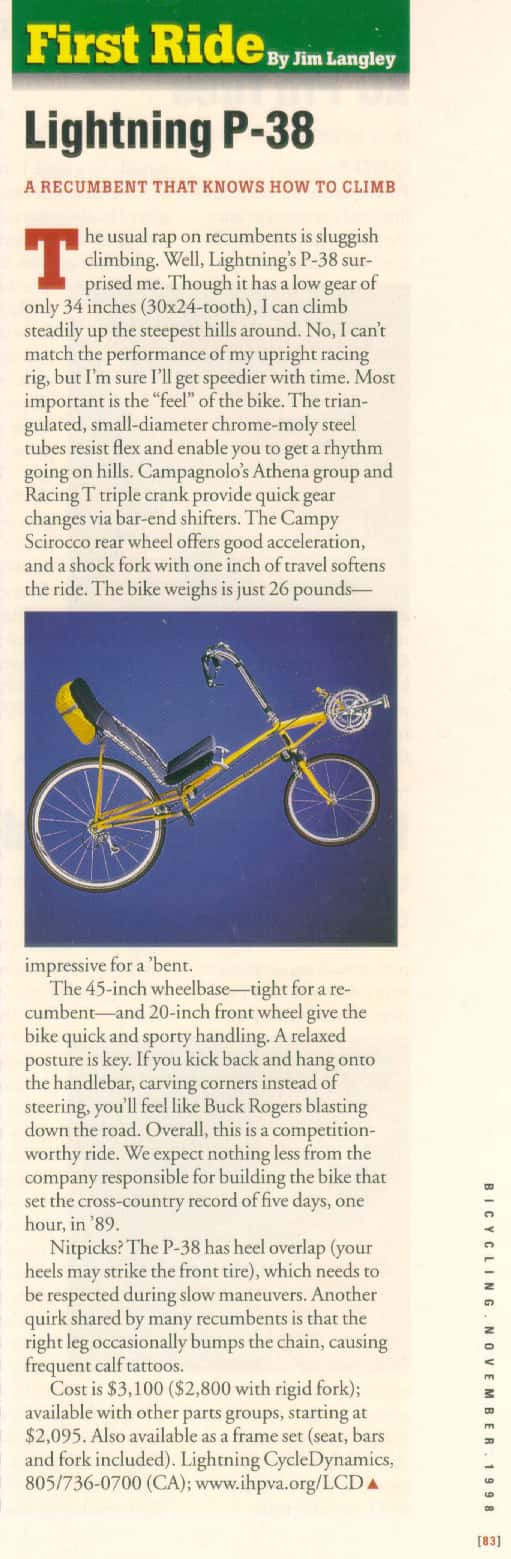 First Ride By Jim Langley
Lightning P-38
A RECUMBENT THAT KNOWS HOW TO CLIMB
The usual rap on recumbents is sluggish
climbing. Well, Lightning's P-38 sur-
prised me. Though it has a low gear of
only 34 inches (30x24-tooth), I can climb
steadily up the steepest hills around. No, I can't
match the performance of my upright racing
rig, but I'm sure I'll get speedier with time. Most
important is the “feel” of the bike. The trian-
gulated, small-diameter chrome-moly steel
tubes resist flex and enable you to get a rhythm
going on hills. Campagnolo's Athena group and
Racing T triple crank provide quick gear
changes via bar-end shifters. The Campy
Scirocco rear wheel offers good acceleration,
and a shock fork with one inch of travel softens
the ride. The bike weighs is just 26 pounds—
impressive for a 'bent.
The 45-inch wheelbase—tight for a re-
cumbent—and 20-inch front wheel give the
bike quick and sporty handling. A relaxed
posture is key. If you kick back and hang onto
the handlebar, carving corners instead of
steering, you'll feel like Buck Rogers blasting
down the road. Overall, this is a competition-
worthy ride. We expect nothing less from the
company responsible for building the bike that
set the cross-country record of five days, one
hour, in '89.
Nitpicks? The P-38 has heel overlap (your
heels may strike the front tire), which needs to
be respected during slow maneuvers. Another
quirk shared by many recumbents is that the
right leg occasionally bumps the chain, causing
frequent calf tattoos.
Cost is $3,100 ($2,800 with rigid fork);
available with other parts groups, starting at
$2,095. Also available as a frame set (seat, bars
and fork included). Lightning CycleDynamics,
805/736-0700 (CA); www.ihpva.org/LCD ▲
BICYCLING.NOVEMBER.1998
[83]